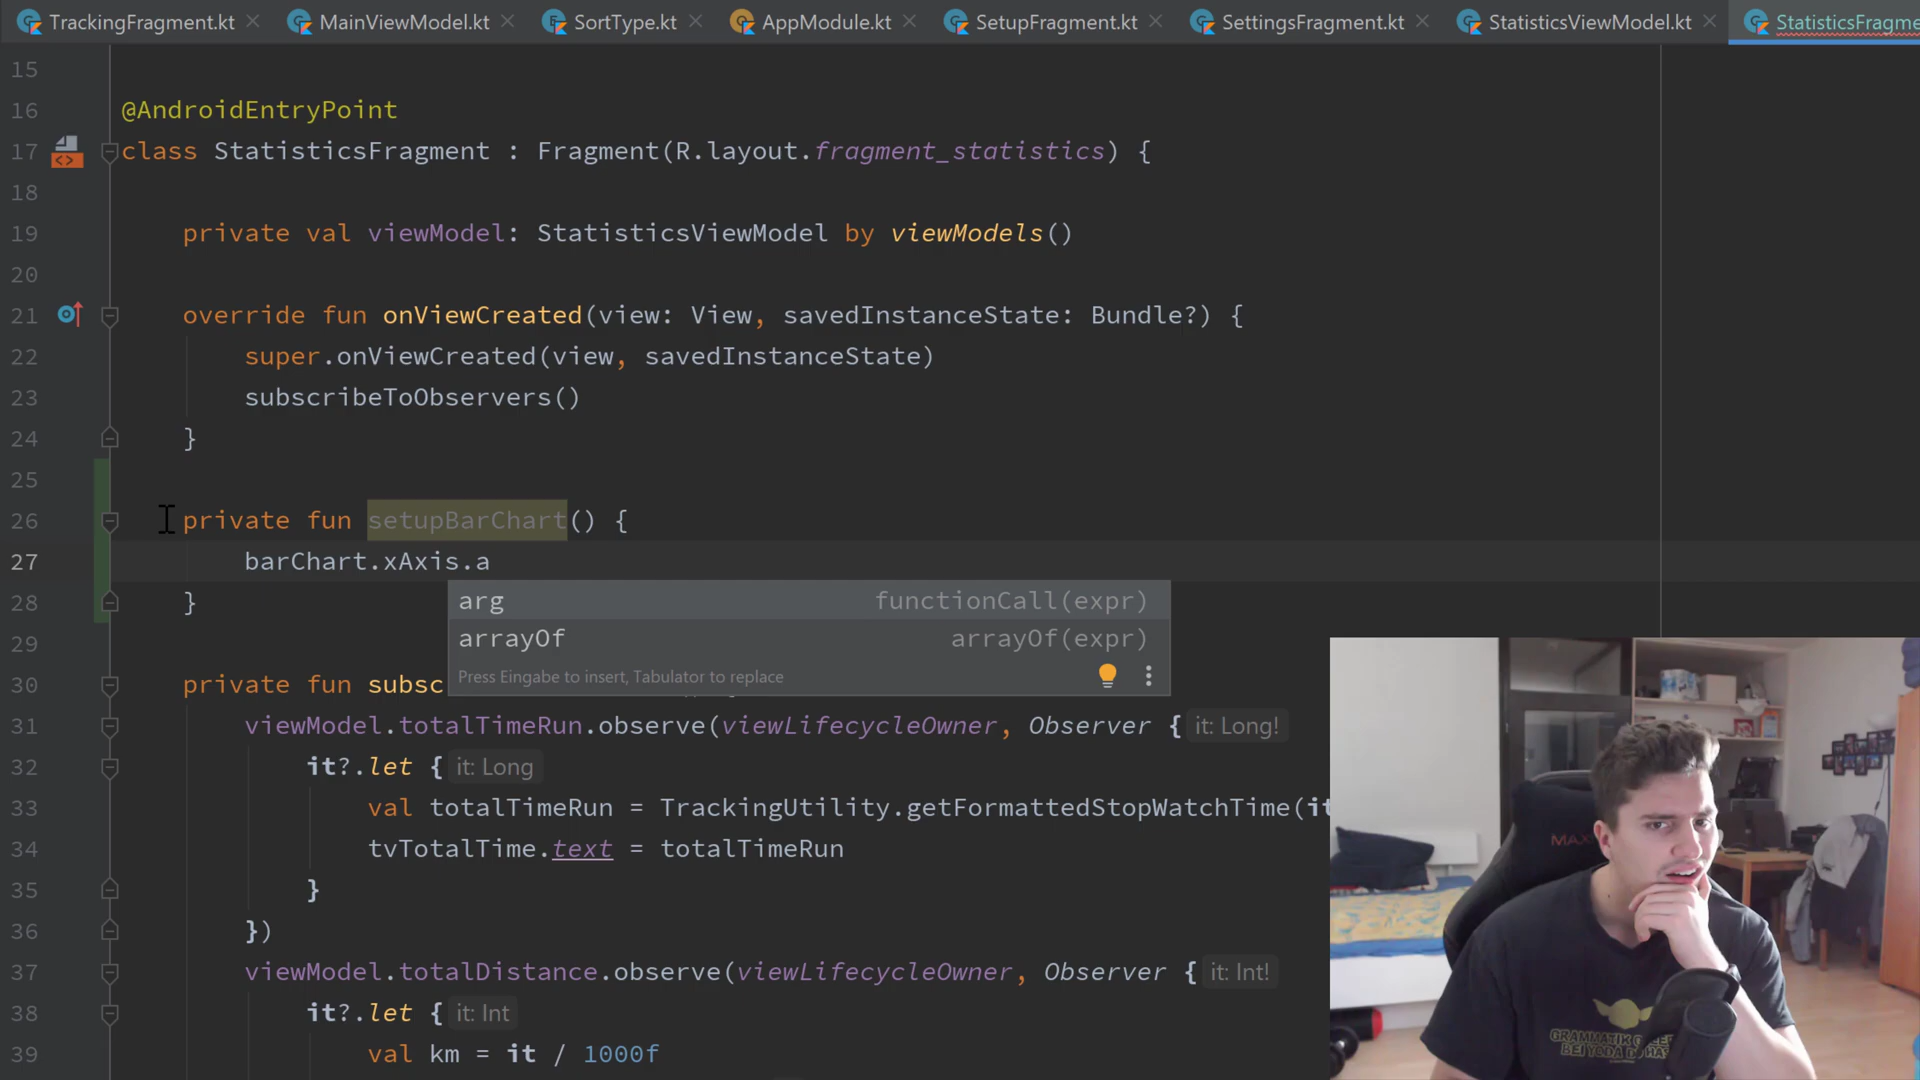 TrackingFragment.kt MainViewModel.kt SortType.kt AppModule.kt SetupFragment.kt SettingsFragment.kt StatisticsViewModel.kt StatisticsFragme
15
16 @AndroidEntryPoint
17 class StatisticsFragment : Fragment(R.layout.fragment_statistics) {
18
19 private val viewModel: StatisticsViewModel by viewModels()
20
21 override fun onViewCreated(view: View, savedInstanceState: Bundle?) {
22 super.onViewCreated(view, savedInstanceState)
23 subscribeToObservers()
24 }
25
26 private fun setupBarChart() {
27 barChart.xAxis.a
28 }
arg functionCall(expr)
arrayOf arrayOf(expr)
Press Eingabe to insert, Tabulator to replace
29
30 private fun subsc
31 viewModel.totalTimeRun.observe(viewLifecycleOwner, Observer { it: Long!
32 it?.let { it: Long
33 val totalTimeRun = TrackingUtility.getFormattedStopWatchTime(it
34 tvTotalTime.text = totalTimeRun
35 }
36 })
37 viewModel.totalDistance.observe(viewLifecycleOwner, Observer { it: Int!
38 it?.let { it: Int
39 val km = it / 1000f